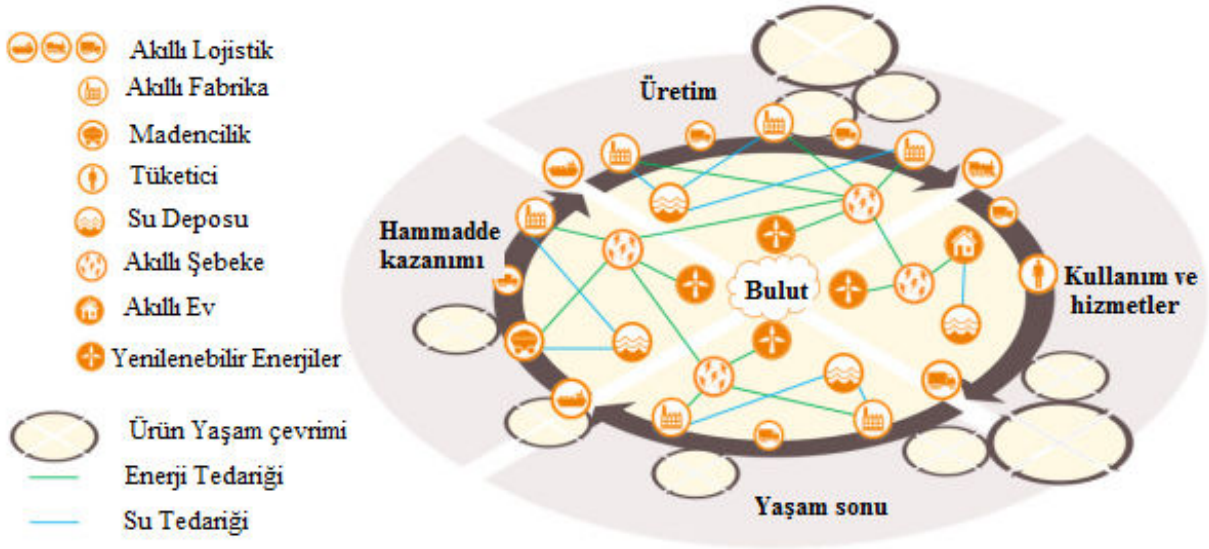 Akıllı Lojistik
Akıllı Fabrika
Madencilik
Tüketici
Su Deposu
Akıllı Şebeke
Akıllı Ev
Yenilenebilir Enerjiler
Ürün Yaşam çevrimi
Enerji Tedariği
Su Tedariği
Üretim
Hammadde
kazanımı
Bulut
Kullanım ve
hizmetler
Yaşam sonu